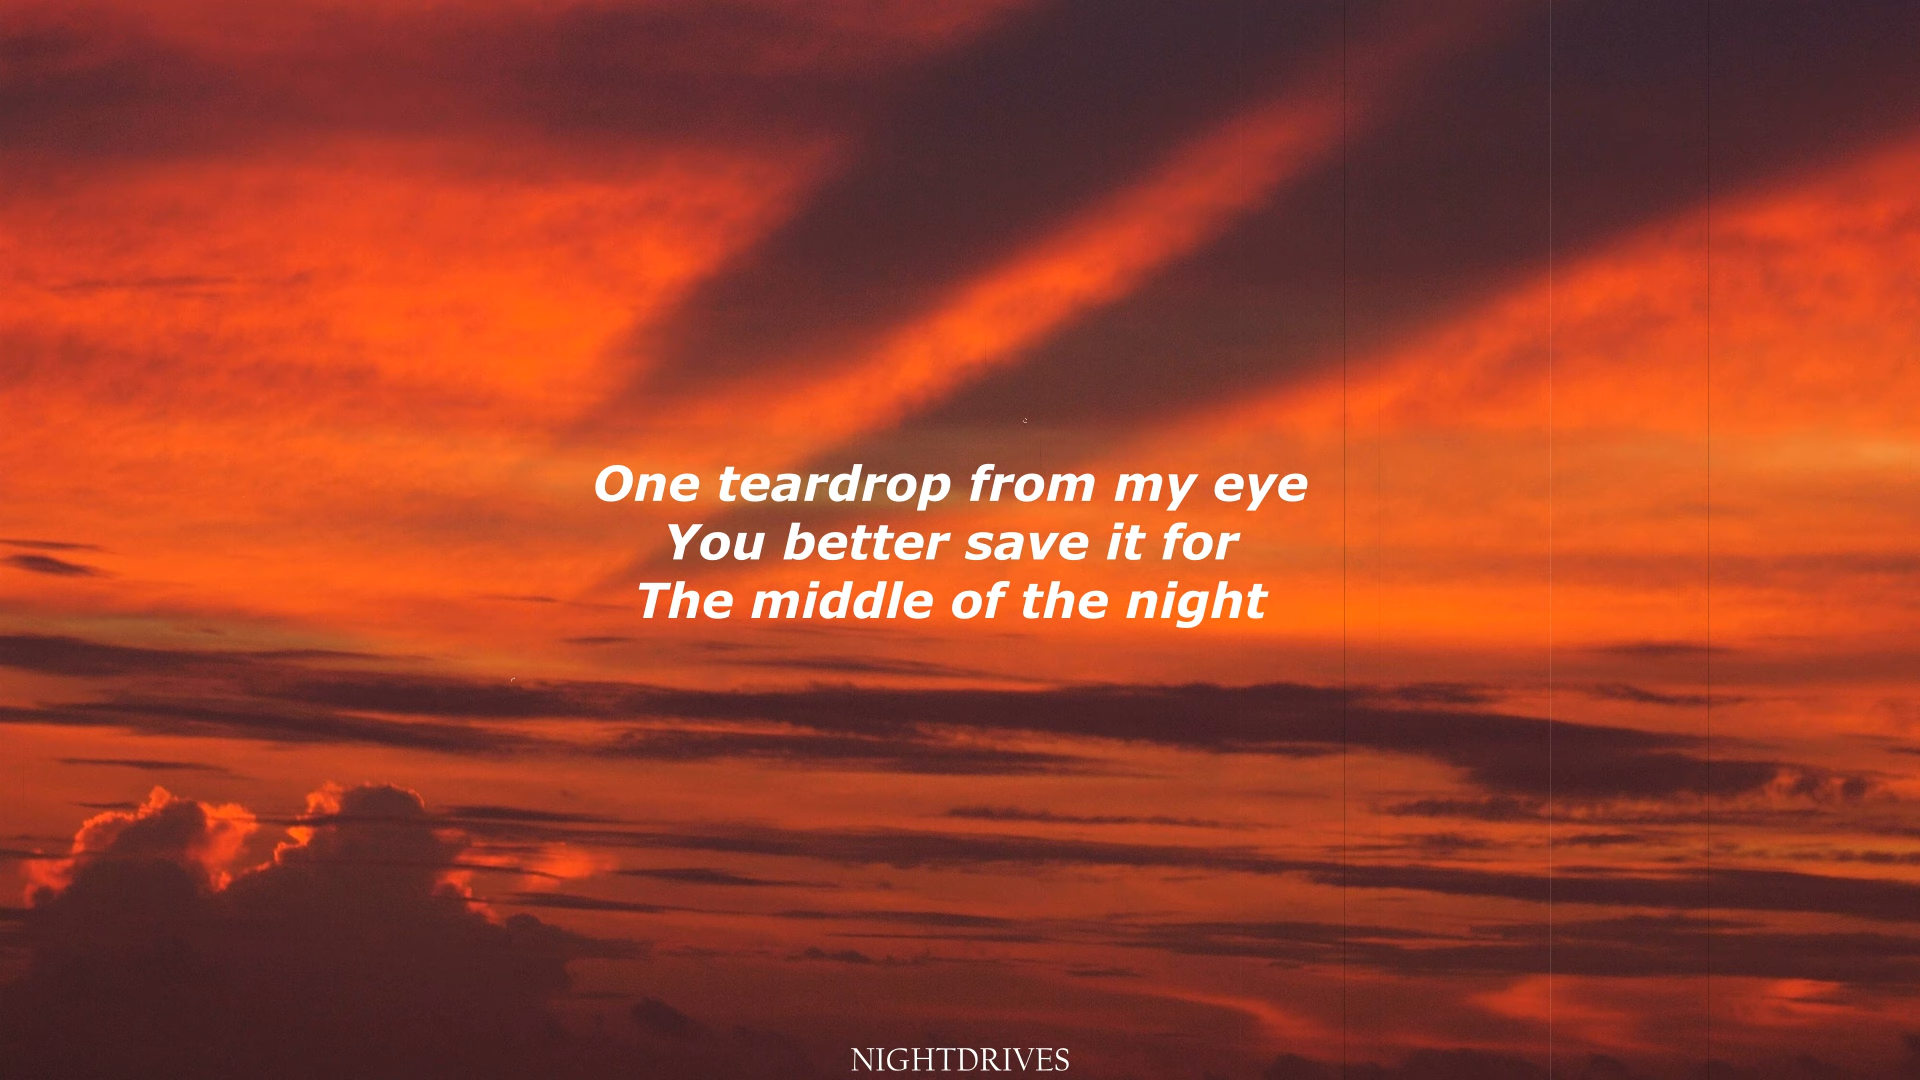 One teardrop from my eye
You better save it for
The middle of the night
NIGHTDRIVES